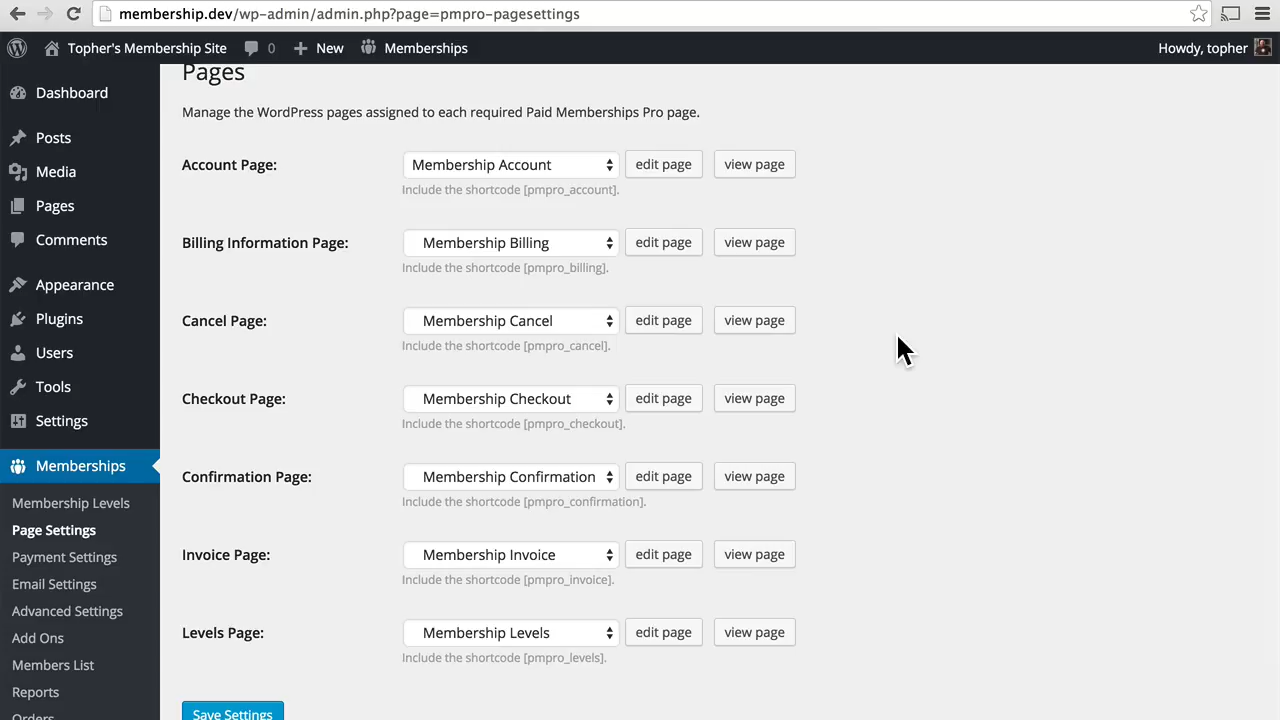 membership.dev/wp-admin/admin.php?page=pmpro-pagesettings
Topher's Membership Site 0 New Memberships Howdy, topher
Dashboard
Posts
Media
Pages
Comments
Appearance
Plugins
Users
Tools
Settings
Memberships
Membership Levels
Page Settings
Payment Settings
Email Settings
Advanced Settings
Add Ons
Members List
Reports
Orders
Pages
Manage the WordPress pages assigned to each required Paid Memberships Pro page.
Account Page: Membership Account edit page view page
Include the shortcode [pmpro_account].
Billing Information Page: Membership Billing edit page view page
Include the shortcode [pmpro_billing].
Cancel Page: Membership Cancel edit page view page
Include the shortcode [pmpro_cancel].
Checkout Page: Membership Checkout edit page view page
Include the shortcode [pmpro_checkout].
Confirmation Page: Membership Confirmation edit page view page
Include the shortcode [pmpro_confirmation].
Invoice Page: Membership Invoice edit page view page
Include the shortcode [pmpro_invoice].
Levels Page: Membership Levels edit page view page
Include the shortcode [pmpro_levels].
Save Settings